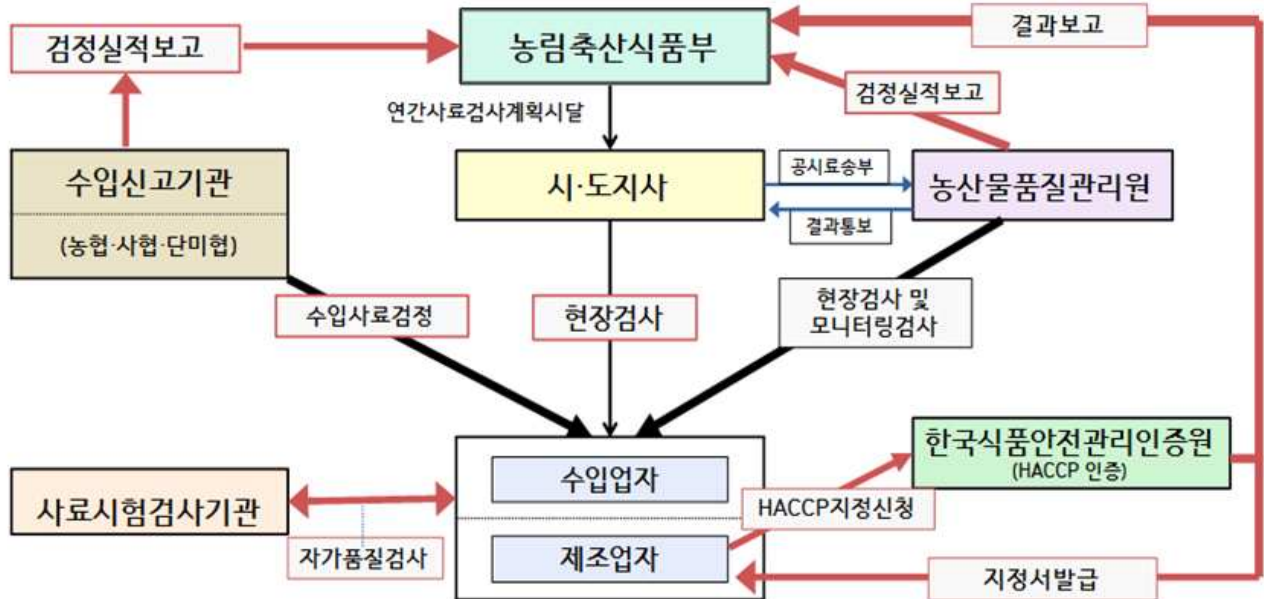 결과보고
검정실적보고
농림축산식품부
검정실적보고
연간사료검사계획시달
수입신고기관
(농협·사협·단미협)
시·도지사
공시료송부
결과통보
농산물품질관리원
수입사료검정
현장검사
현장검사 및
모니터링검사
한국식품안전관리인증원
(HACCP 인증)
수입업자
사료시험검사기관
HACCP지정신청
자가품질검사
제조업자
지정서발급